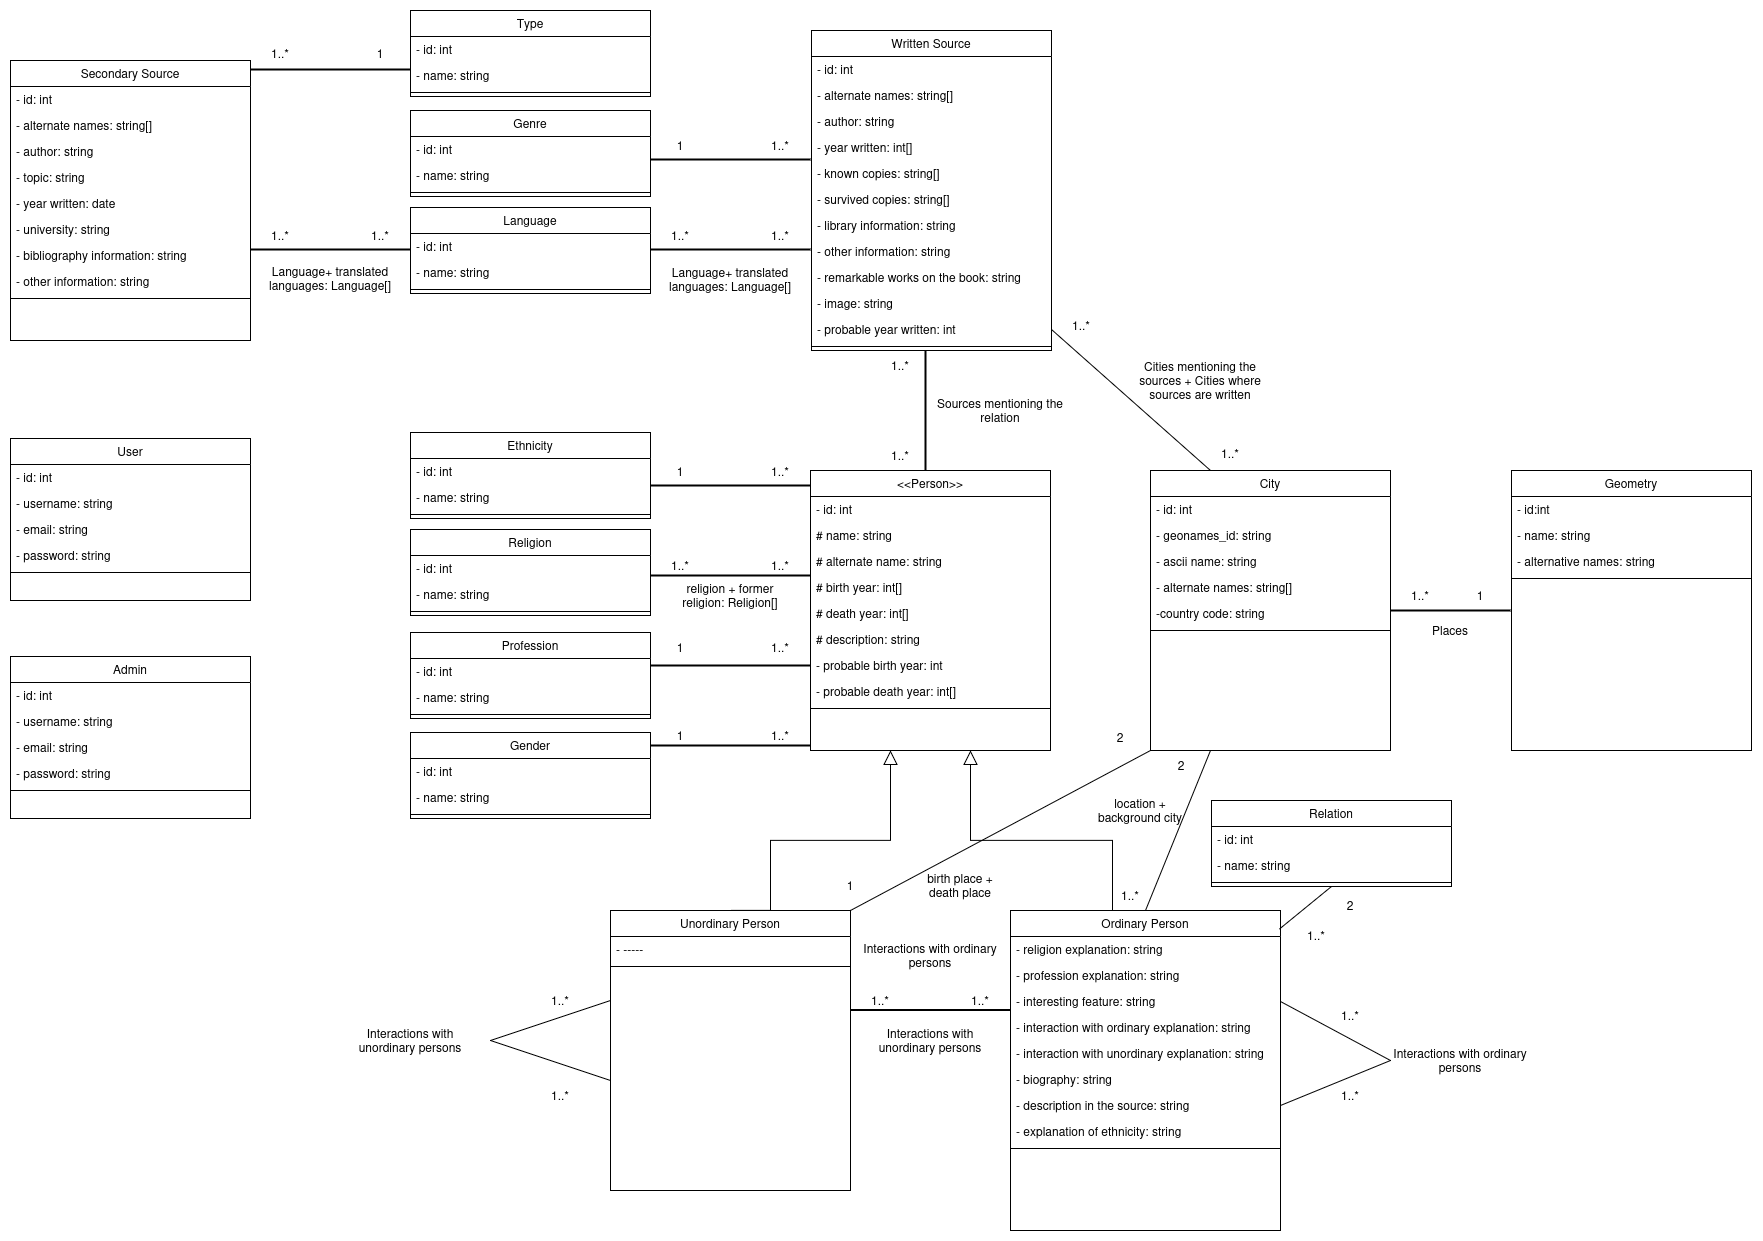 Type
- id: int
- name: string
1..*
1
Secondary Source
- id: int
- alternate names: string[]
- author: string
- topic: string
- year written: date
- university: string
- bibliography information: string
- other information: string
Genre
- id: int
- name: string
1
1..*
Language
- id: int
- name: string
1..*
1..*
Language+ translated
languages: Language[]
1..*
1..*
Language+ translated
languages: Language[]
Written Source
- id: int
- alternate names: string[]
- author: string
- year written: int[]
- known copies: string[]
- survived copies: string[]
- library information: string
- other information: string
- remarkable works on the book: string
- image: string
- probable year written: int
1..*
Sources mentioning the
relation
1..*
1..*
Cities mentioning the
sources + Cities where
sources are written
1..*
User
- id: int
- username: string
- email: string
- password: string
Admin
- id: int
- username: string
- email: string
- password: string
Ethnicity
- id: int
- name: string
1
1..*
Religion
- id: int
- name: string
1..*
1..*
religion + former
religion: Religion[]
Profession
- id: int
- name: string
1
1..*
Gender
- id: int
- name: string
1
1..*
<<Person>>
- id: int
# name: string
# alternate name: string
# birth year: int[]
# death year: int[]
# description: string
- probable birth year: int
- probable death year: int[]
City
- id: int
- geonames_id: string
- ascii name: string
- alternate names: string[]
-country code: string
1..*
1
Places
Geometry
- id:int
- name: string
- alternative names: string
2
2
location +
background city
1
birth place +
death place
1..*
Relation
- id: int
- name: string
2
1..*
Unordinary Person
- -----
Interactions with ordinary
persons
1..*
1..*
Interactions with
unordinary persons
1..*
Interactions with
unordinary persons
1..*
Ordinary Person
- religion explanation: string
- profession explanation: string
- interesting feature: string
- interaction with ordinary explanation: string
- interaction with unordinary explanation: string
- biography: string
- description in the source: string
- explanation of ethnicity: string
1..*
Interactions with ordinary
persons
1..*